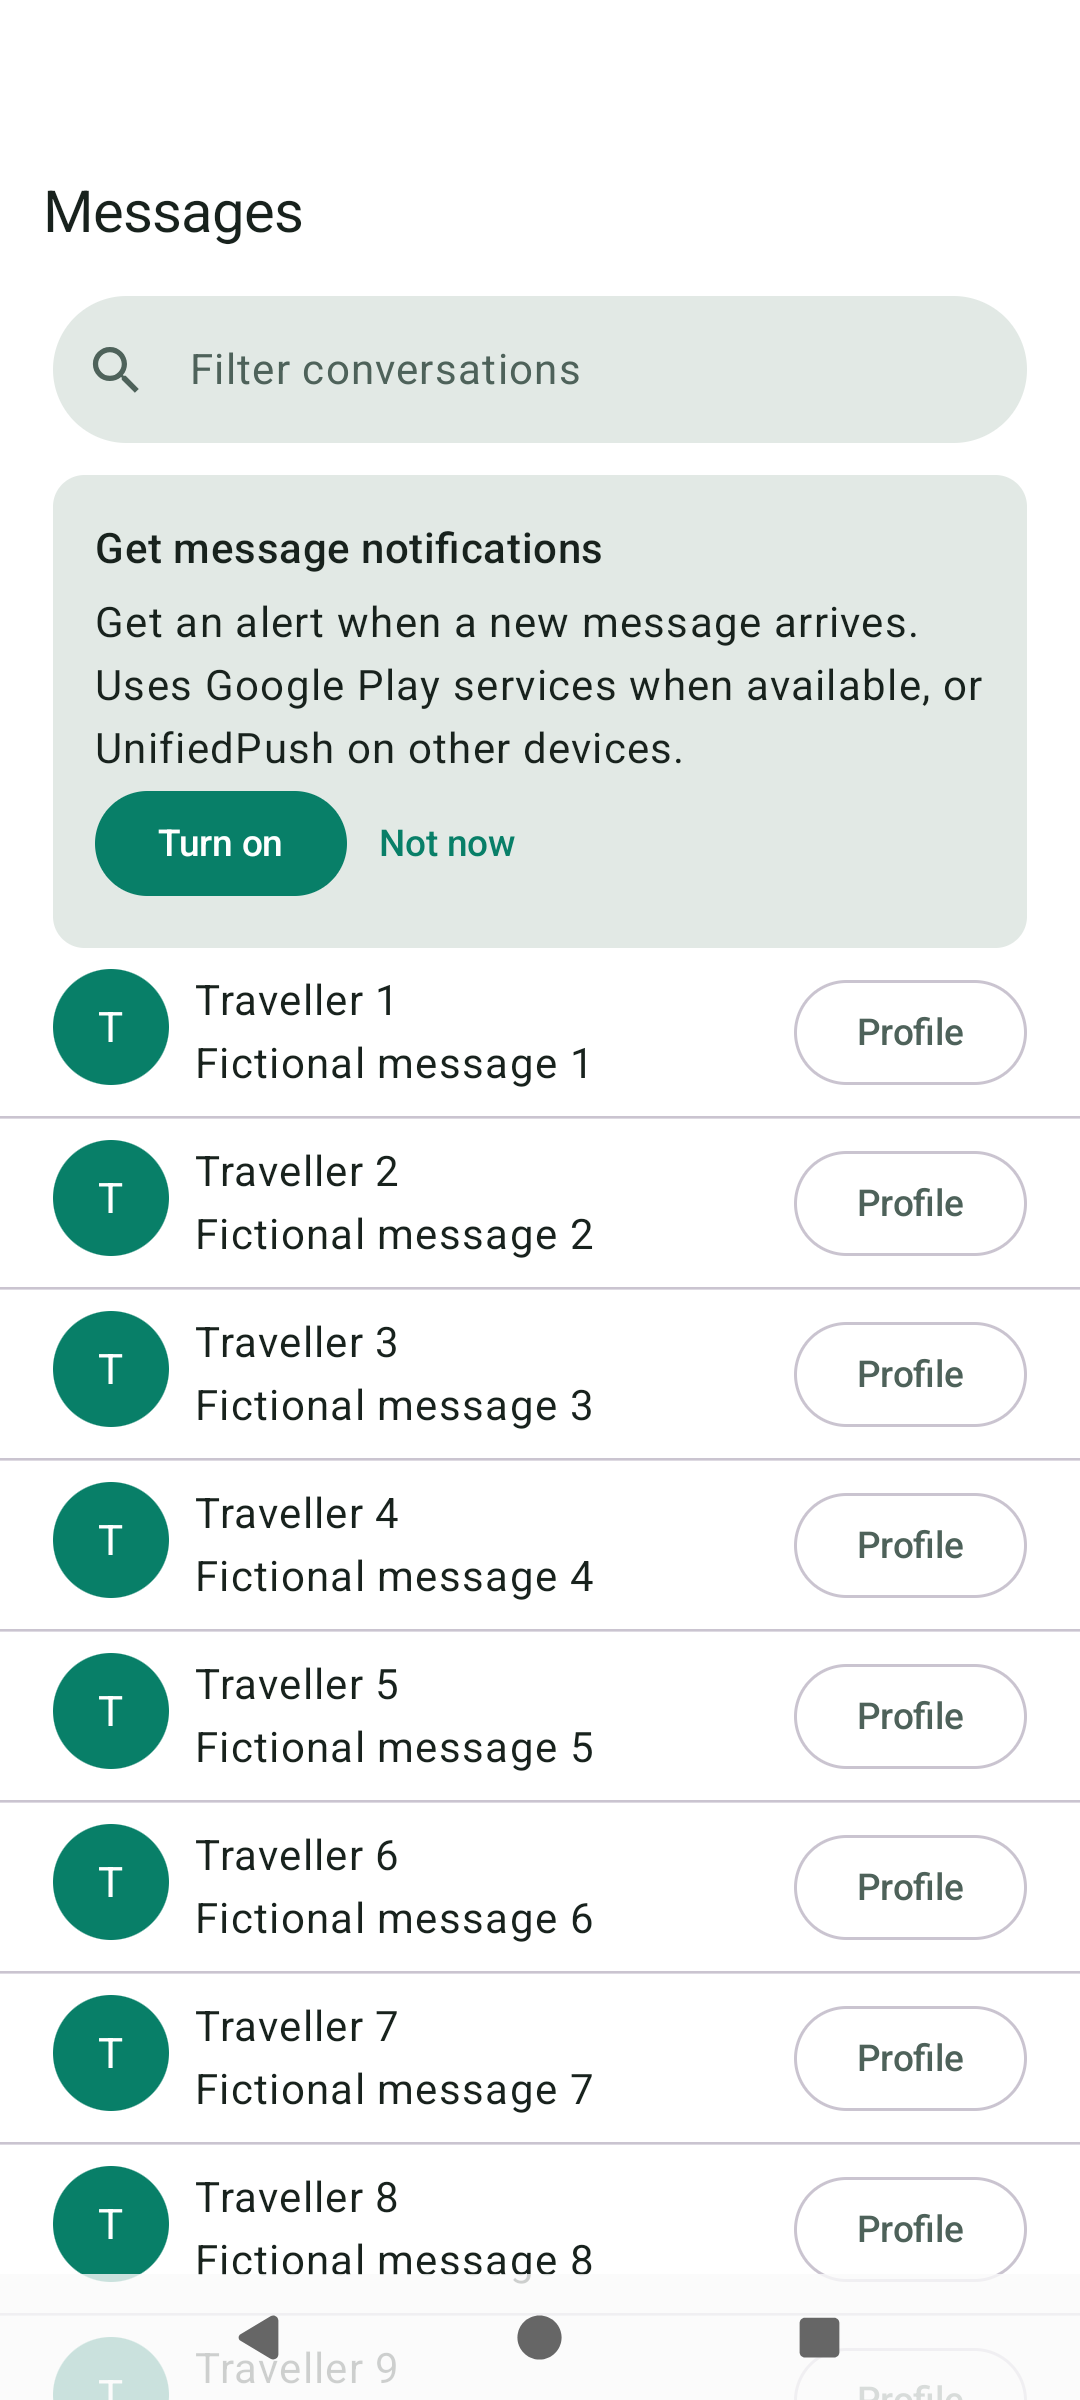 Messages
Filter conversations
Get message notifications
Get an alert when a new message arrives.
Uses Google Play services when available, or
UnifiedPush on other devices.
Turn on Not now
T Traveller 1 Profile
Fictional message 1
T Traveller 2 Profile
Fictional message 2
T Traveller 3 Profile
Fictional message 3
T Traveller 4 Profile
Fictional message 4
T Traveller 5 Profile
Fictional message 5
T Traveller 6 Profile
Fictional message 6
T Traveller 7 Profile
Fictional message 7
T Traveller 8 Profile
Fictional message 8
T Traveller 9 Profile